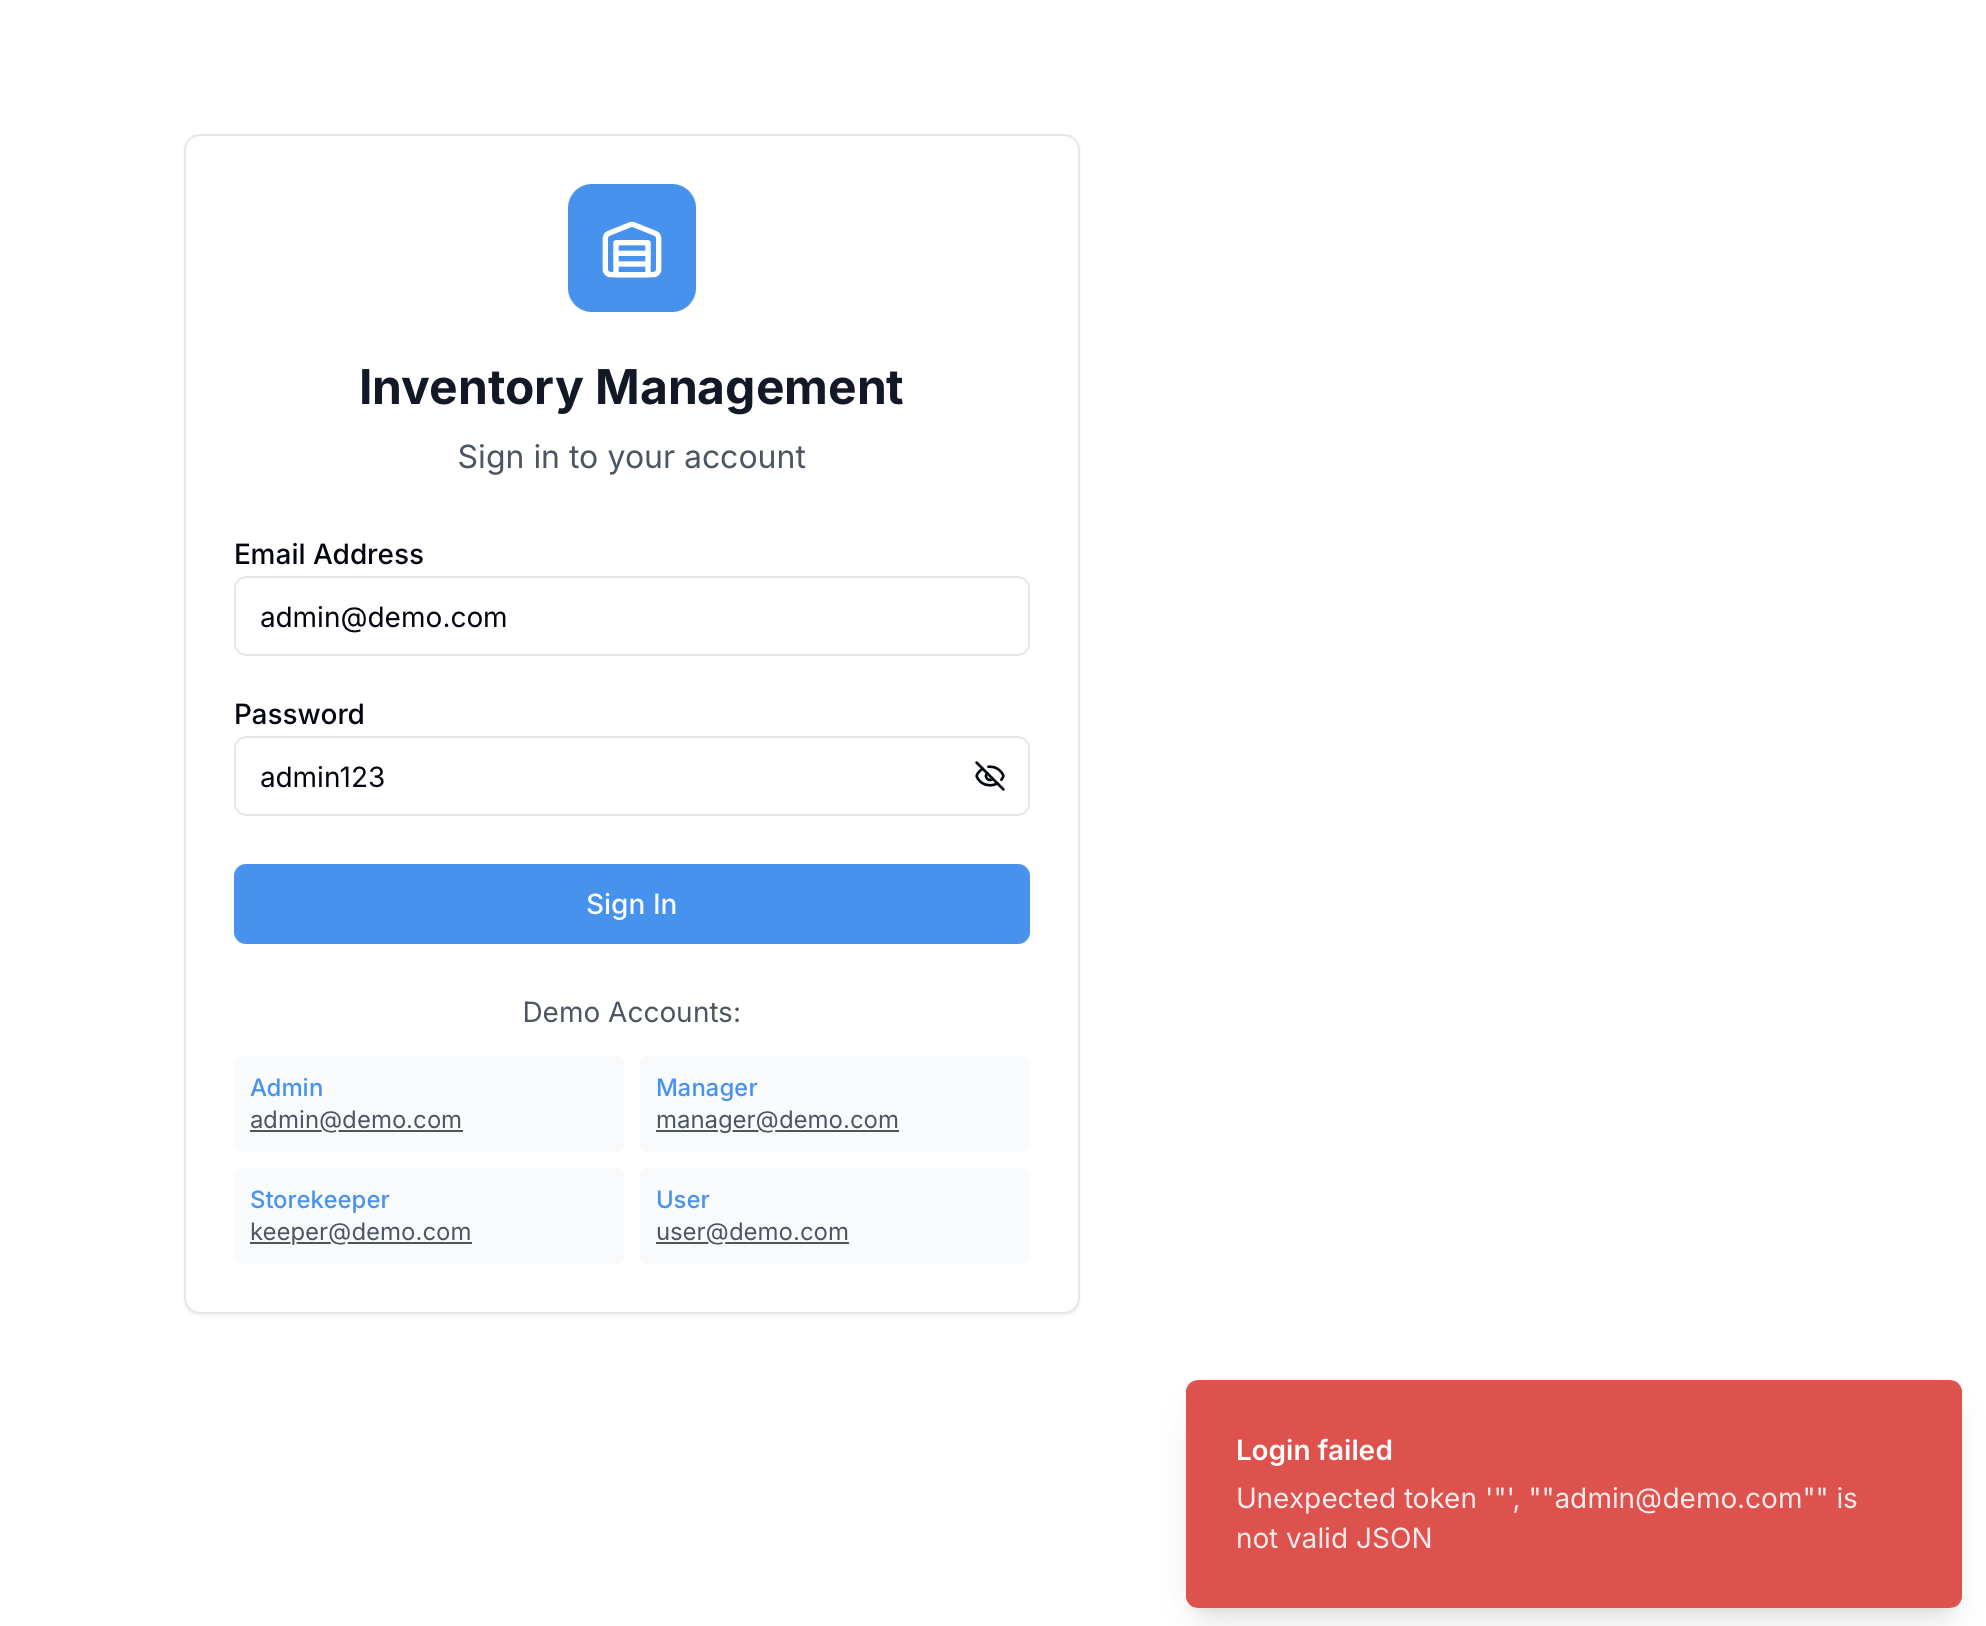 Inventory Management
Sign in to your account
Email Address
admin@demo.com
Password
admin123
Sign In
Demo Accounts:
Admin
admin@demo.com
Manager
manager@demo.com
Storekeeper
keeper@demo.com
User
user@demo.com
Login failed
Unexpected token '"', ""admin@demo.com"" is
not valid JSON